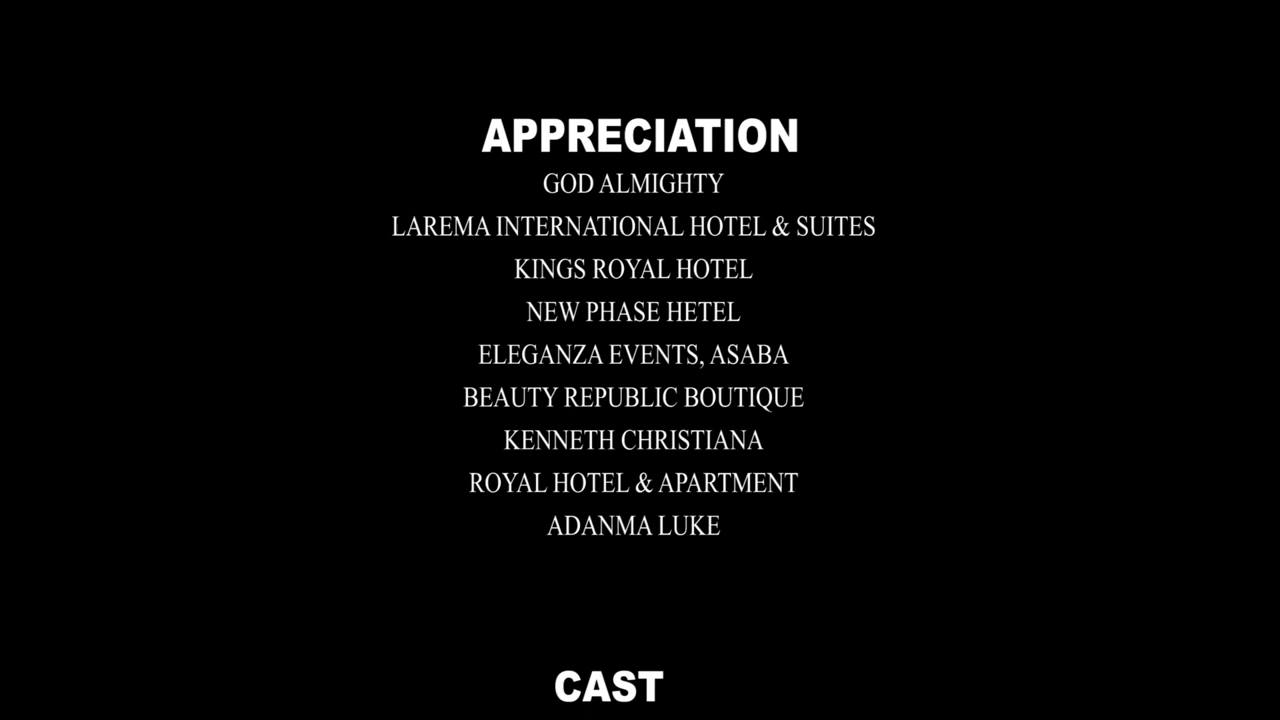 APPRECIATION
GOD ALMIGHTY
LAREMA INTERNATIONAL HOTEL & SUITES
KINGS ROYAL HOTEL
NEW PHASE HETEL
ELEGANZA EVENTS, ASABA
BEAUTY REPUBLIC BOUTIQUE
KENNETH CHRISTIANA
ROYAL HOTEL & APARTMENT
ADANMA LUKE
CAST